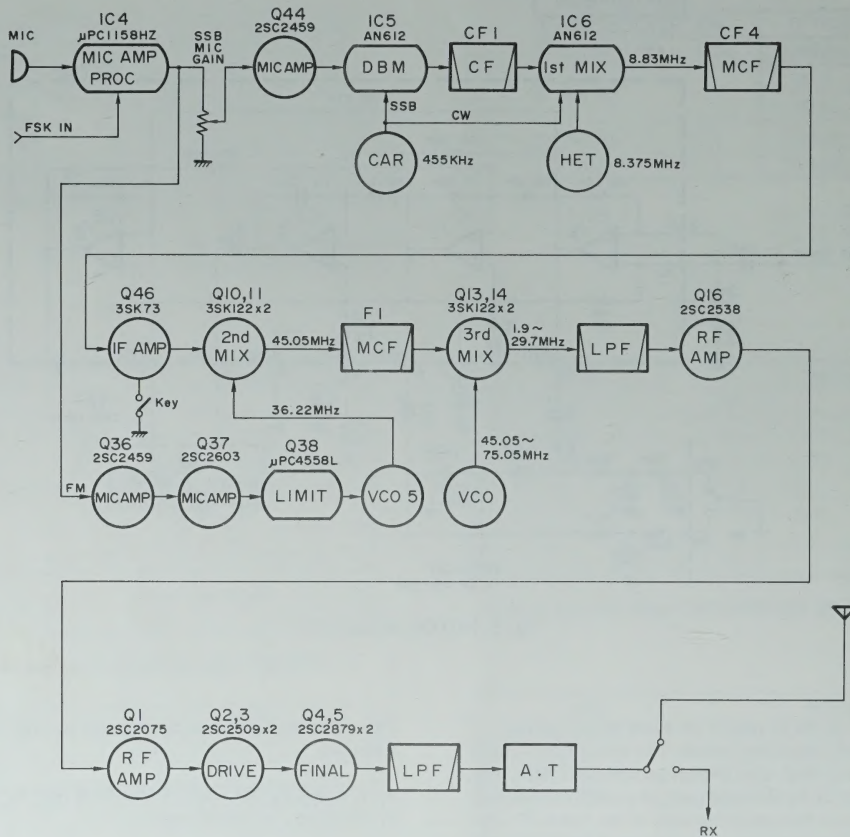 MIC
IC4
μPC1158HZ
MIC AMP
PROC
FSK IN
SSB
MIC
GAIN
Q44
2SC2459
MIC AMP
IC5
AN612
DBM
SSB
CW
CAR
455KHz
CF1
CF
IC6
AN612
1st MIX
HET
8.375MHz
8.83MHz
CF4
MCF
Q46
3SK73
IF AMP
Key
Q10,11
3SK122x2
2nd
MIX
45.05MHz
F1
MCF
Q13,14
3SK122x2
3rd
MIX
1.9~
29.7MHz
LPF
Q16
2SC2538
RF
AMP
36.22MHz
45.05~
75.05MHz
FM
Q36
2SC2459
MIC AMP
Q37
2SC2603
MIC AMP
Q38
μPC4558L
LIMIT
VCO 5
VCO
Q1
2SC2075
RF
AMP
Q2,3
2SC2509x2
DRIVE
Q4,5
2SC2879x2
FINAL
LPF
A.T
RX